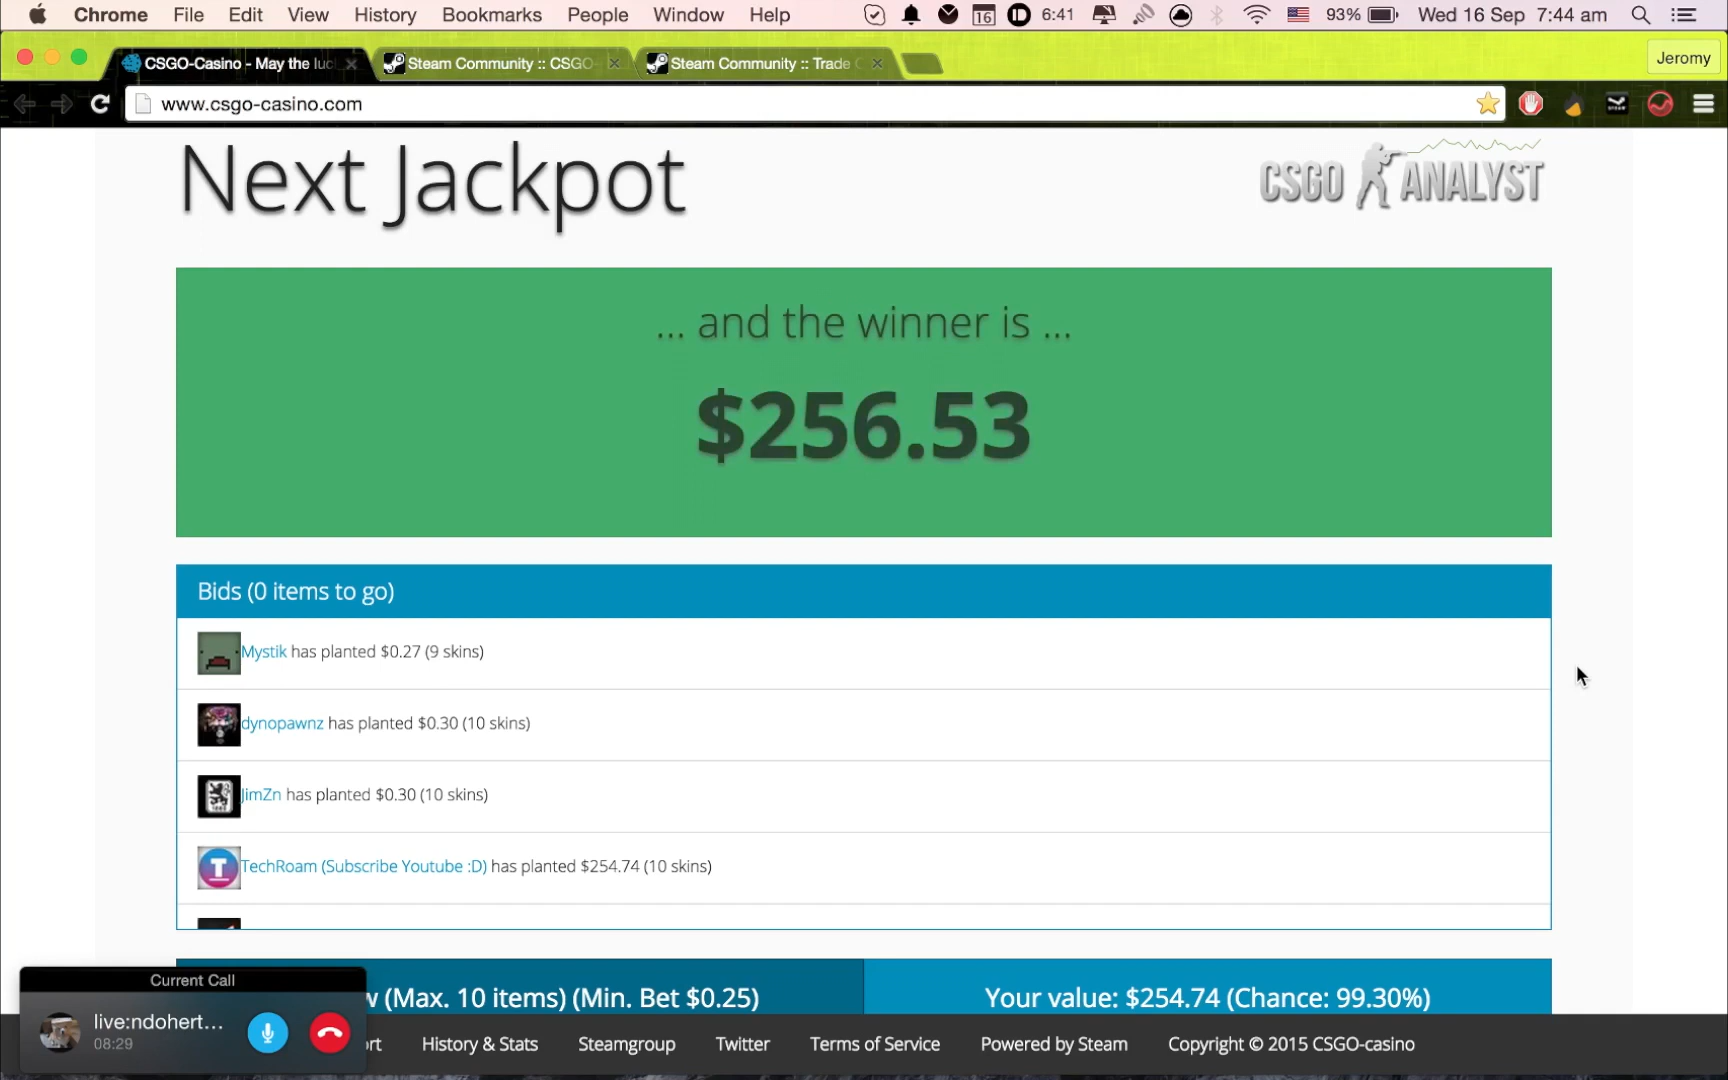 Chrome File Edit View History Bookmarks People Window Help 16 6:41 93% Wed 16 Sep 7:44 am
CSGO-Casino - May the luc Steam Community :: CSGO- Steam Community :: Trade Jeromy
www.csgo-casino.com
Next Jackpot
CSGO ANALYST
... and the winner is ...
$256.53
Bids (0 items to go)
Mystik has planted $0.27 (9 skins)
dynopawnz has planted $0.30 (10 skins)
JimZn has planted $0.30 (10 skins)
TechRoam (Subscribe Youtube :D) has planted $254.74 (10 skins)
Current Call
w (Max. 10 items) (Min. Bet $0.25) Your value: $254.74 (Chance: 99.30%)
live:ndohert...
08:29
ort History & Stats Steamgroup Twitter Terms of Service Powered by Steam Copyright © 2015 CSGO-casino